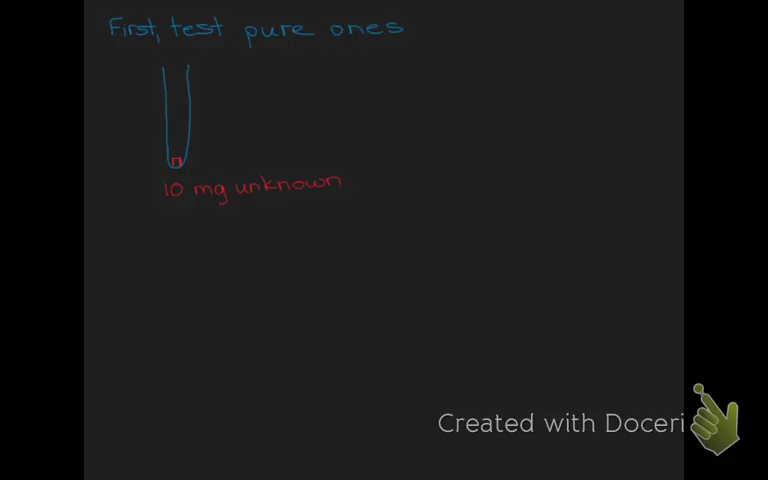 First, test pure ones
10 mg unknown
Created with Doceri